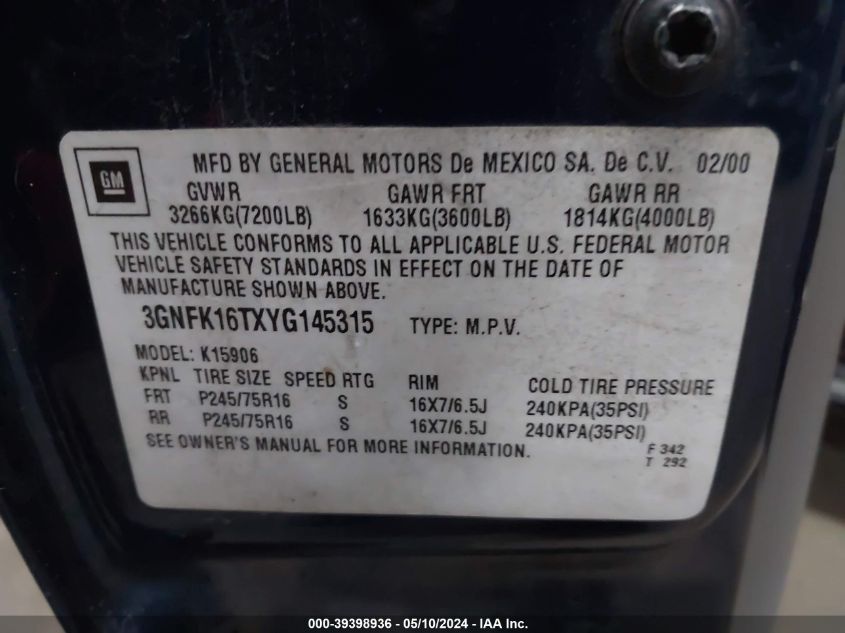 GM
MFD BY GENERAL MOTORS De MEXICO SA. De C.V. 02/00
GVWR GAWR FRT GAWR RR
3266KG(7200LB) 1633KG(3600LB) 1814KG(4000LB)
THIS VEHICLE CONFORMS TO ALL APPLICABLE U.S. FEDERAL MOTOR
VEHICLE SAFETY STANDARDS IN EFFECT ON THE DATE OF
MANUFACTURE SHOWN ABOVE.
3GNFK16TXYG145315 TYPE: M.P.V.
MODEL: K15906
KPNL TIRE SIZE SPEED RTG RIM COLD TIRE PRESSURE
FRT P245/75R16 S 16X7/6.5J 240KPA(35PSI)
RR P245/75R16 S 16X7/6.5J 240KPA(35PSI)
SEE OWNER'S MANUAL FOR MORE INFORMATION.
F 342
T 292
000-39398936 - 05/10/2024 - IAA Inc.